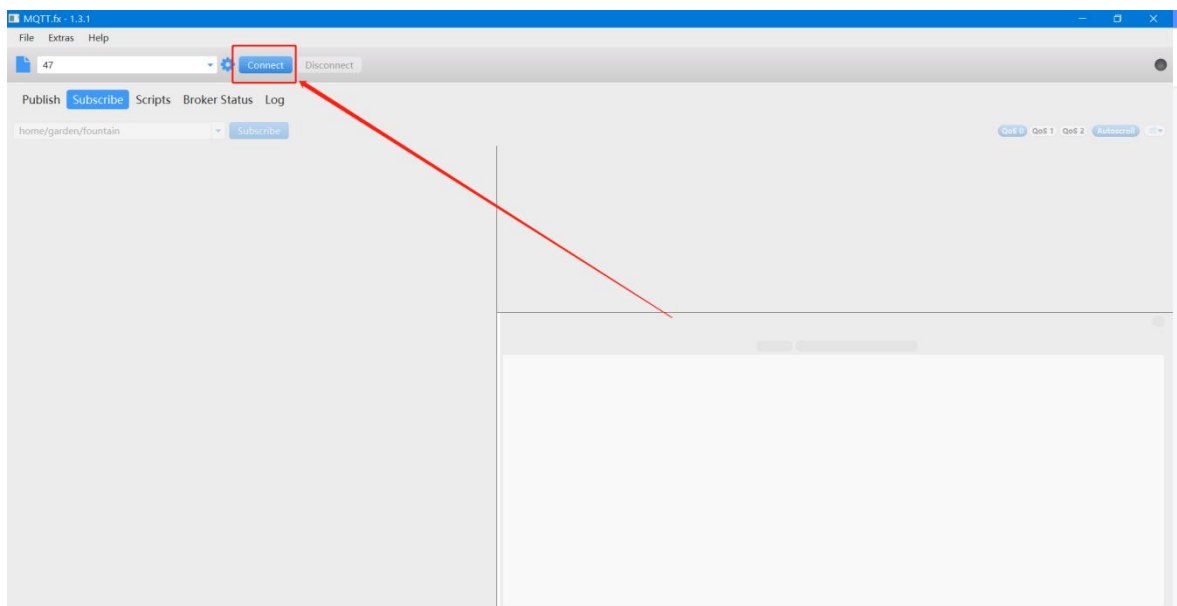 MQTT.fx - 1.3.1
File Extras Help
47 Connect Disconnect
Publish Subscribe Scripts Broker Status Log
home/garden/fountain Subscribe QoS 0 QoS 1 QoS 2 Autoscroll